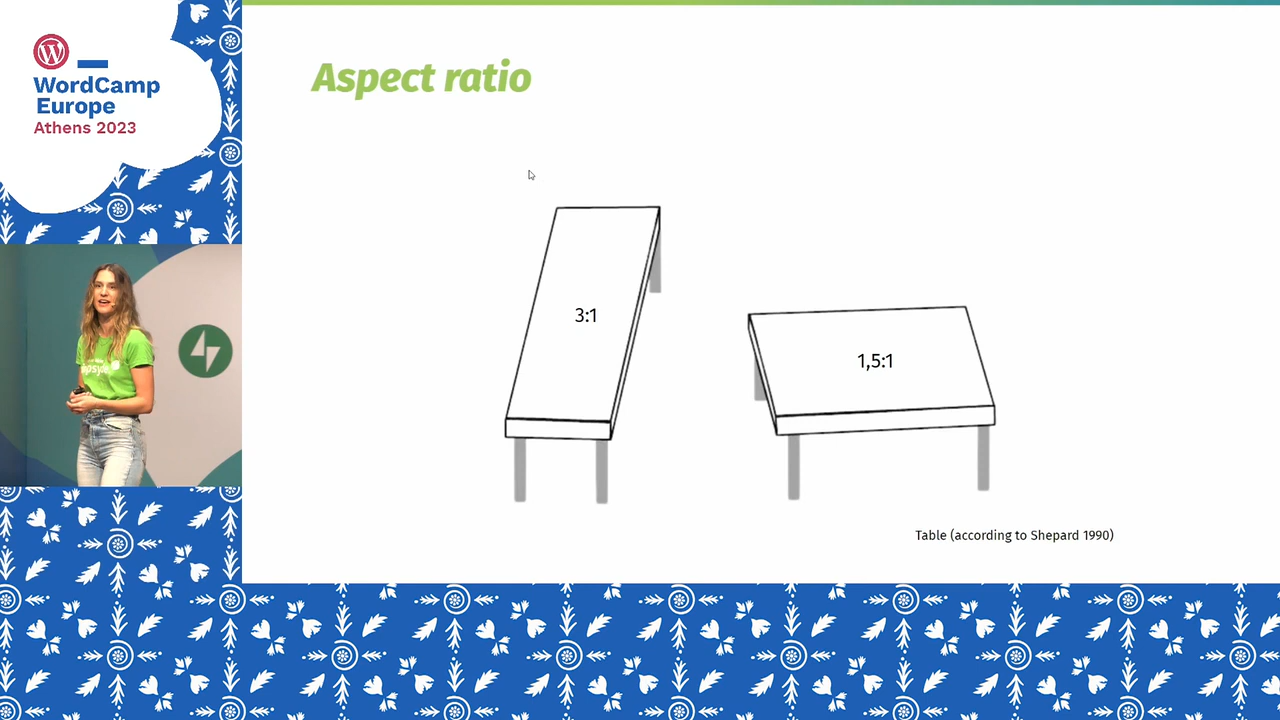 WordCamp
Europe
Athens 2023
Aspect ratio
3:1
1,5:1
Table (according to Shepard 1990)